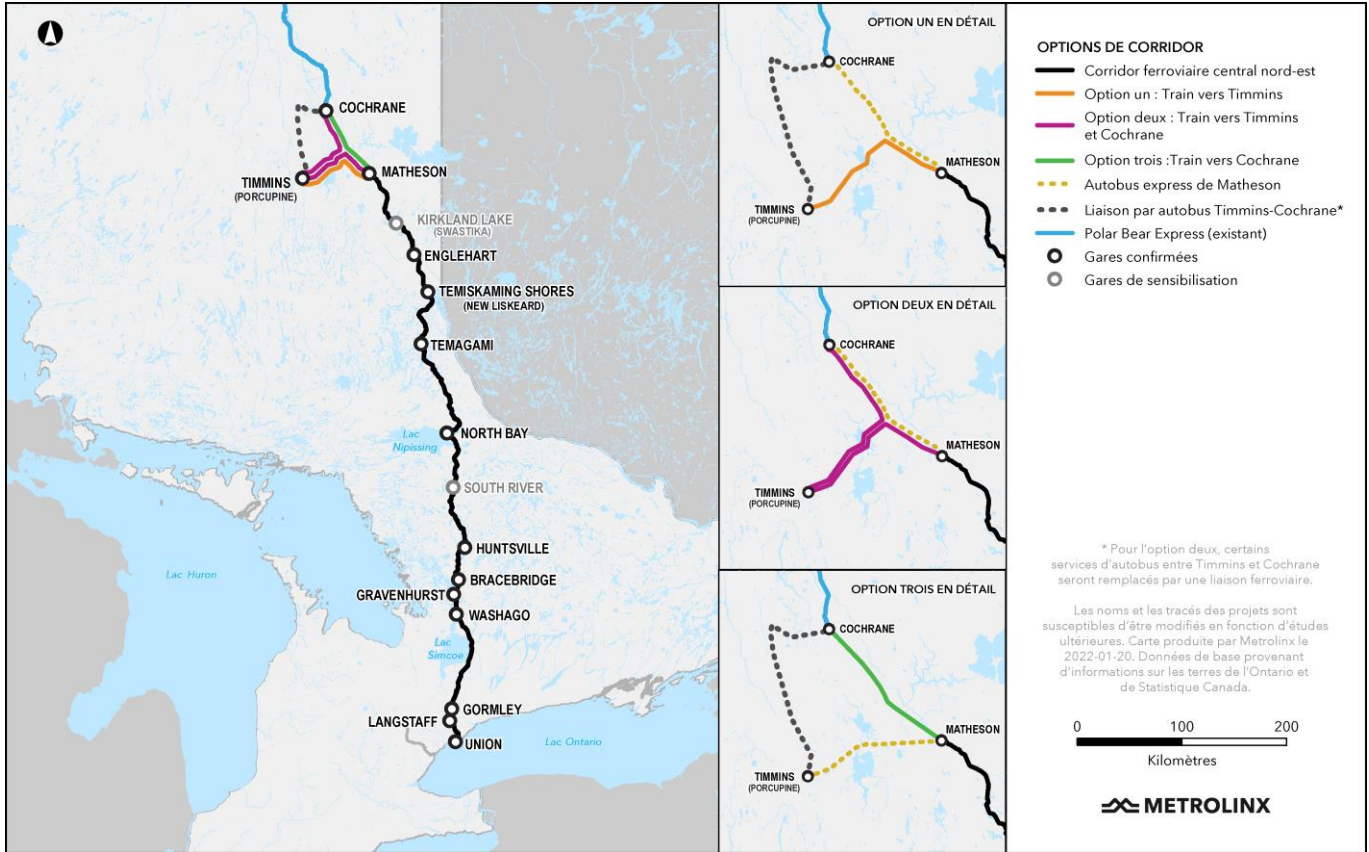 COCHRANE
TIMMINS
(PORCUPINE)
MATHESON
KIRKLAND LAKE
(SWASTIKA)
ENGLEHART
TEMISKAMING SHORES
(NEW LISKEARD)
TEMAGAMI
NORTH BAY
Lac
Nipissing
SOUTH RIVER
HUNTSVILLE
BRACEBRIDGE
GRAVENHURST
WASHAGO
Lac
Simcoe
Lac Huron
GORMLEY
LANGSTAFF
UNION
Lac Ontario
OPTION UN EN DÉTAIL
COCHRANE
MATHESON
TIMMINS
(PORCUPINE)
OPTION DEUX EN DÉTAIL
COCHRANE
MATHESON
TIMMINS
(PORCUPINE)
OPTION TROIS EN DÉTAIL
COCHRANE
MATHESON
TIMMINS
(PORCUPINE)
OPTIONS DE CORRIDOR
Corridor ferroviaire central nord-est
Option un : Train vers Timmins
Option deux : Train vers Timmins
et Cochrane
Option trois :Train vers Cochrane
Autobus express de Matheson
Liaison par autobus Timmins-Cochrane*
Polar Bear Express (existant)
Gares confirmées
Gares de sensibilisation
* Pour l'option deux, certains
services d'autobus entre Timmins et Cochrane
seront remplacés par une liaison ferroviaire.
Les noms et les tracés des projets sont
susceptibles d'être modifiés en fonction d'études
ultérieures. Carte produite par Metrolinx le
2022-01-20. Données de base provenant
d'informations sur les terres de l'Ontario et
de Statistique Canada.
0 100 200
Kilomètres
METROLINX